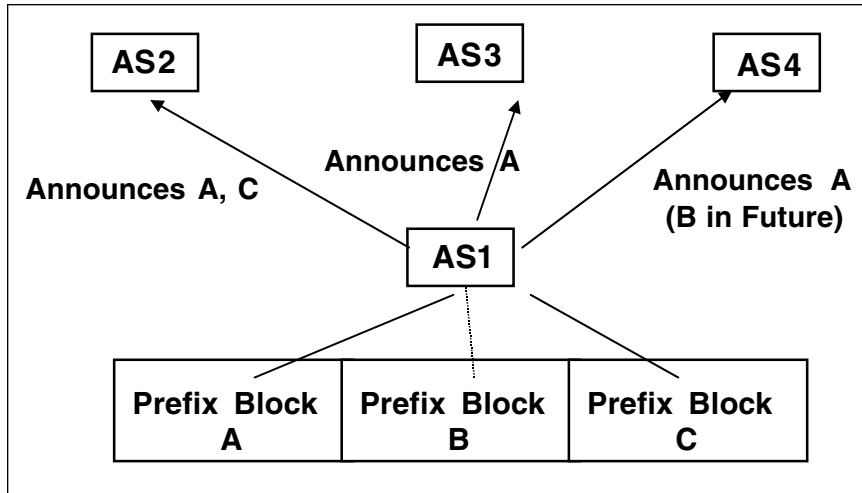 AS2
AS3
AS4
Announces A, C
Announces A
Announces A
(B in Future)
AS1
Prefix Block
A
Prefix Block
B
Prefix Block
C